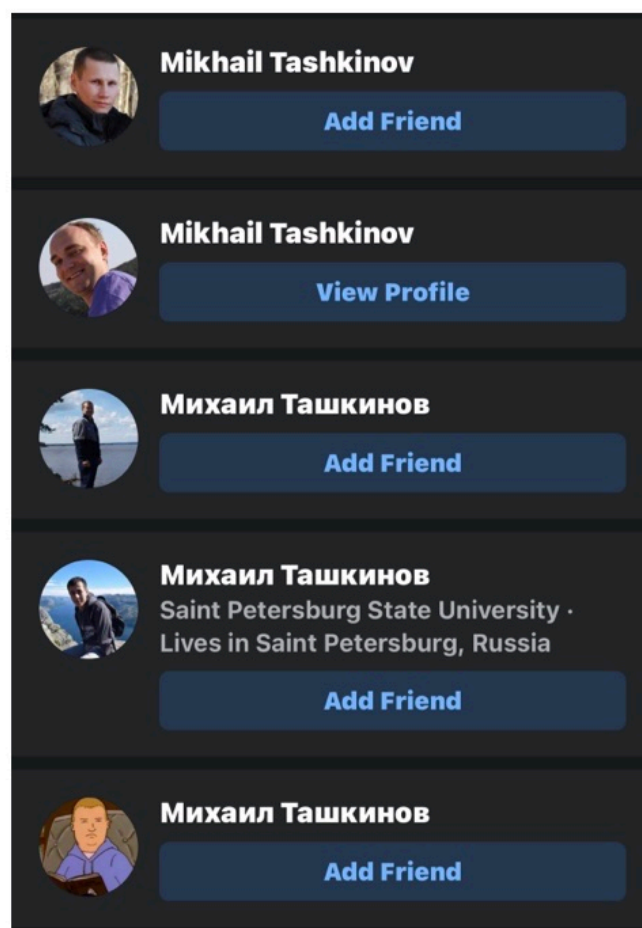 Mikhail Tashkinov
Add Friend
Mikhail Tashkinov
View Profile
Михаил Ташкинов
Add Friend
Михаил Ташкинов
Saint Petersburg State University ·
Lives in Saint Petersburg, Russia
Add Friend
Михаил Ташкинов
Add Friend